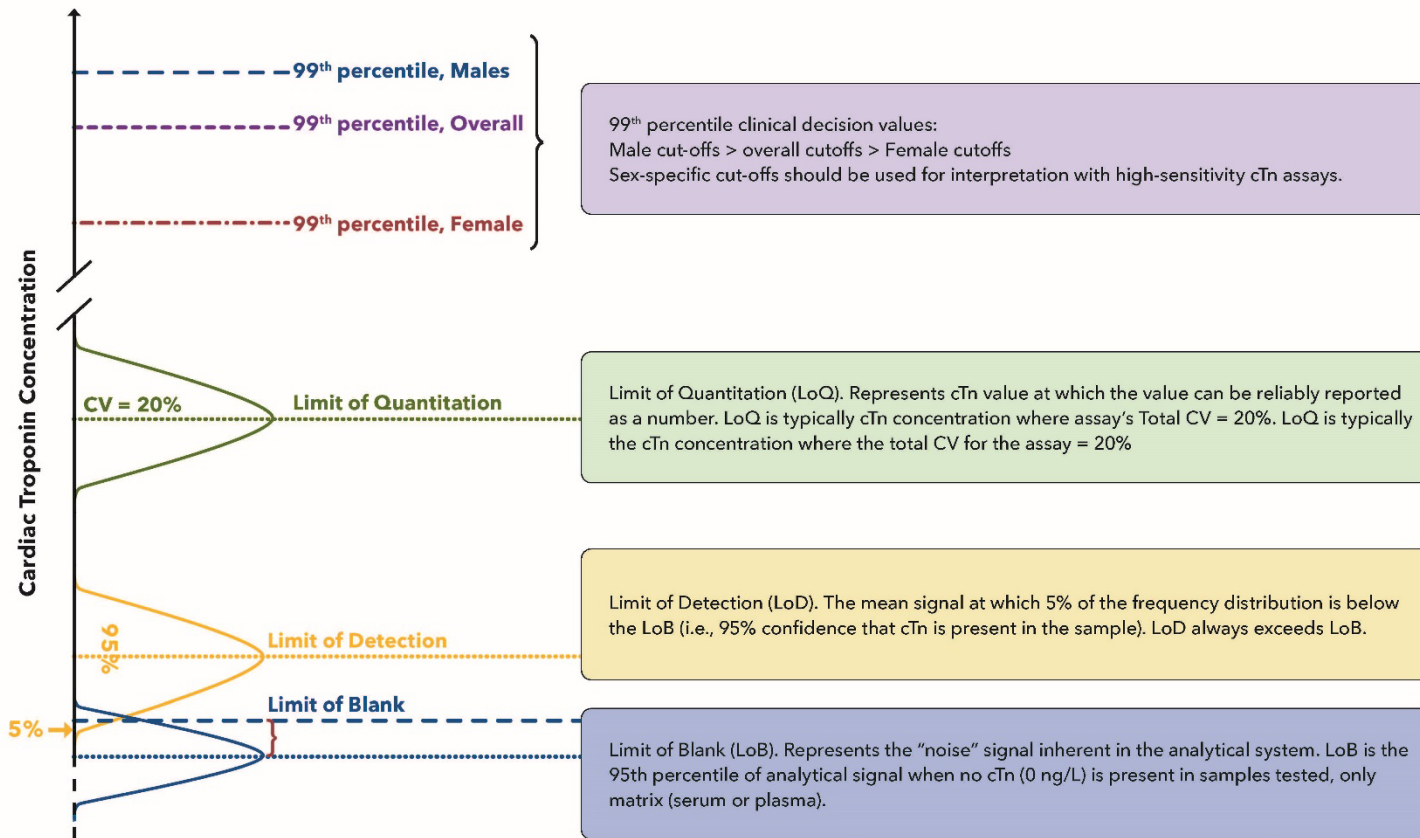 99th percentile, Males
99th percentile, Overall
99th percentile, Female
99th percentile clinical decision values:
Male cut-offs > overall cutoffs > Female cutoffs
Sex-specific cut-offs should be used for interpretation with high-sensitivity cTn assays.
Cardiac Troponin Concentration
CV = 20%
Limit of Quantitation
Limit of Quantitation (LoQ). Represents cTn value at which the value can be reliably reported
as a number. LoQ is typically cTn concentration where assay's Total CV = 20%. LoQ is typically
the cTn concentration where the total CV for the assay = 20%
95%
Limit of Detection
Limit of Detection (LoD). The mean signal at which 5% of the frequency distribution is below
the LoB (i.e., 95% confidence that cTn is present in the sample). LoD always exceeds LoB.
Limit of Blank
5%
Limit of Blank (LoB). Represents the “noise” signal inherent in the analytical system. LoB is the
95th percentile of analytical signal when no cTn (0 ng/L) is present in samples tested, only
matrix (serum or plasma).